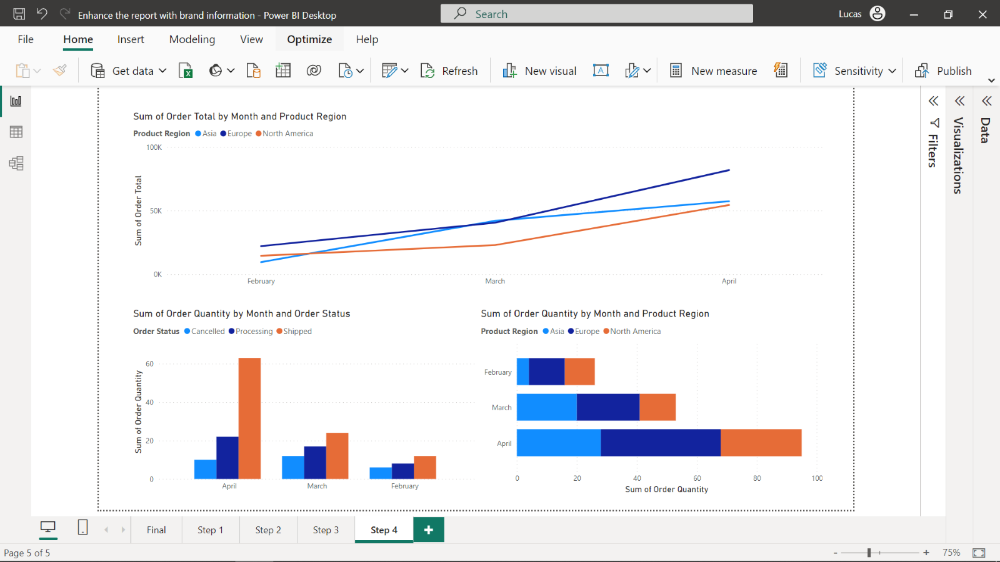 Enhance the report with brand information - Power BI Desktop
Search
Lucas
File Home Insert Modeling View Optimize Help
Get data Refresh New visual New measure Sensitivity Publish
Sum of Order Total by Month and Product Region
Product Region Asia Europe North America
100K
50K
0K
Sum of Order Total
February March April
Sum of Order Quantity by Month and Order Status
Order Status Cancelled Processing Shipped
60
40
20
0
Sum of Order Quantity
April March February
Sum of Order Quantity by Month and Product Region
Product Region Asia Europe North America
February
March
April
0 20 40 60 80 100
Sum of Order Quantity
Filters
Visualizations
Data
Final Step 1 Step 2 Step 3 Step 4 +
Page 5 of 5
- + 75%